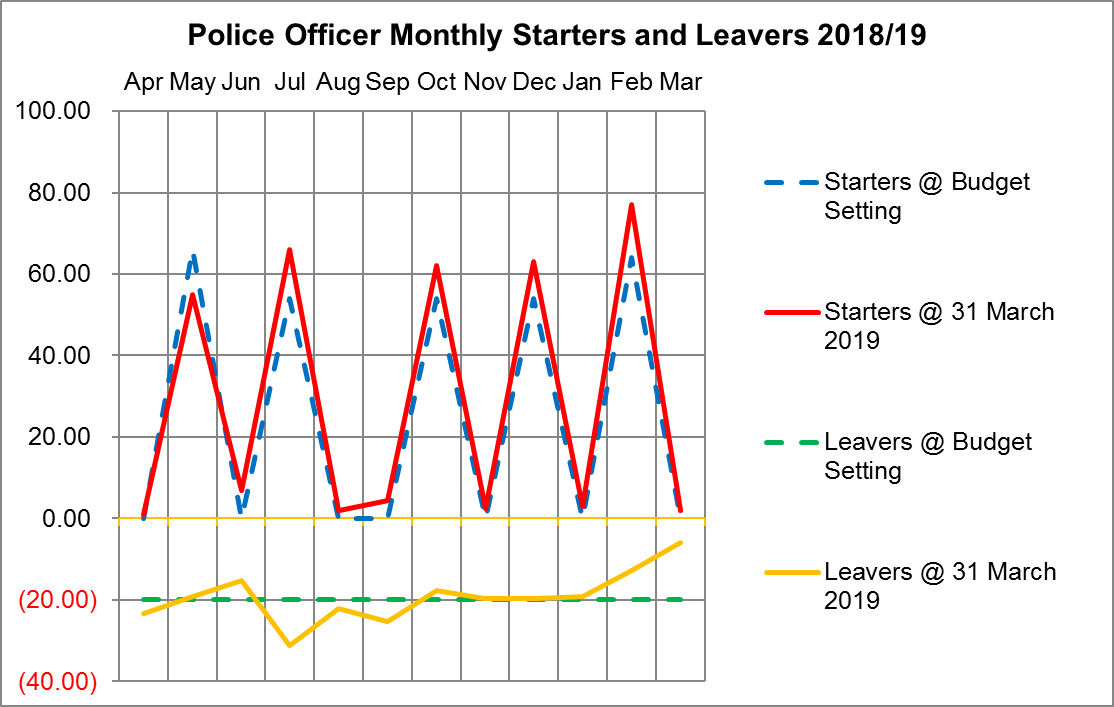 Police Officer Monthly Starters and Leavers 2018/19
Apr May Jun Jul Aug Sep Oct Nov Dec Jan Feb Mar
100.00
80.00
60.00
40.00
20.00
0.00
(20.00)
(40.00)
Starters @ Budget
Setting
Starters @ 31 March
2019
Leavers @ Budget
Setting
Leavers @ 31 March
2019